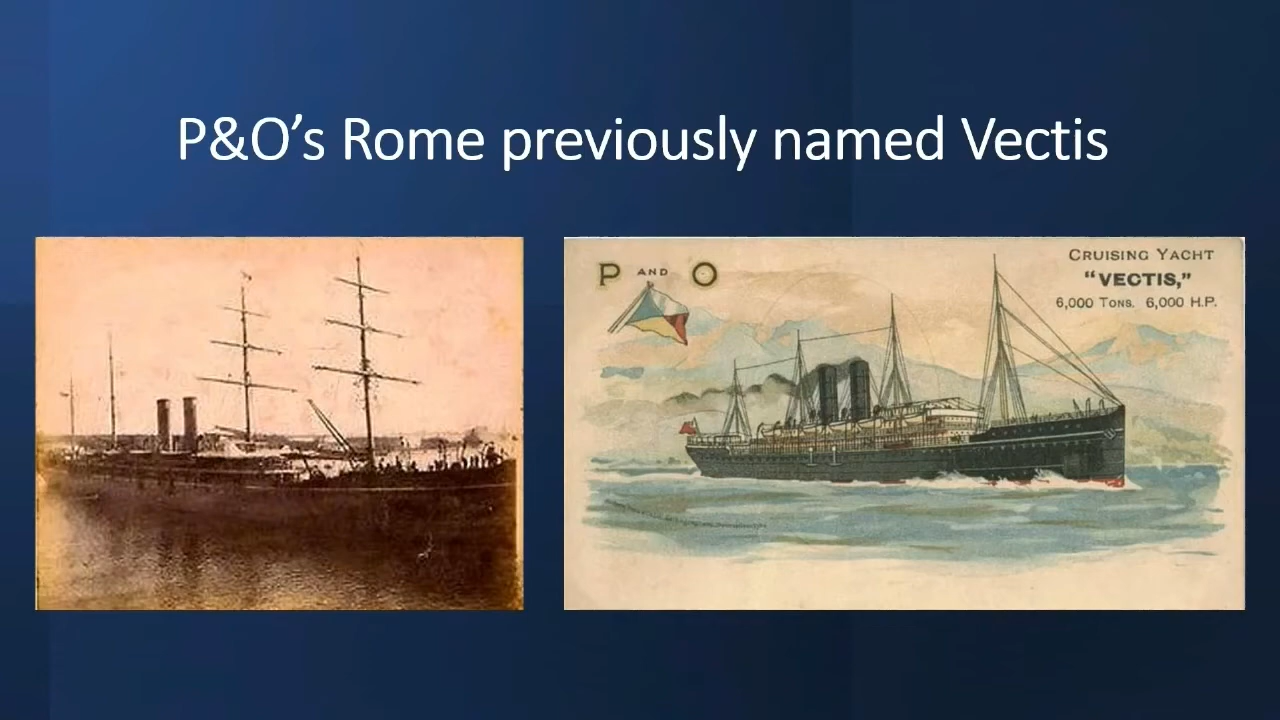 P&O's Rome previously named Vectis
P AND O
CRUISING YACHT
"VECTIS,"
6,000 TONS. 6,000 H.P.